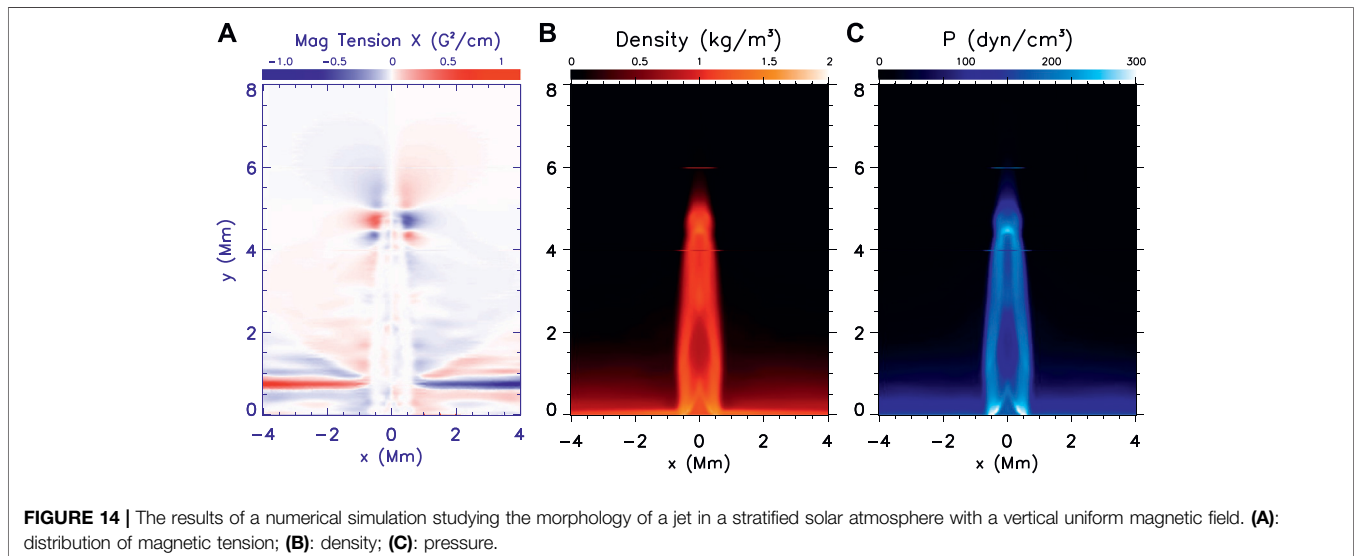 A
Mag Tension X (G²/cm)
−1.0 −0.5 0 0.5 1
8
6
4
2
0
y (Mm)
−4 −2 0 2 4
x (Mm)
B
Density (kg/m³)
0 0.5 1 1.5 2
8
6
4
2
0
−4 −2 0 2 4
x (Mm)
C
P (dyn/cm³)
0 100 200 300
8
6
4
2
0
−4 −2 0 2 4
x (Mm)
FIGURE 14 | The results of a numerical simulation studying the morphology of a jet in a stratified solar atmosphere with a vertical uniform magnetic field. (A):
distribution of magnetic tension; (B): density; (C): pressure.